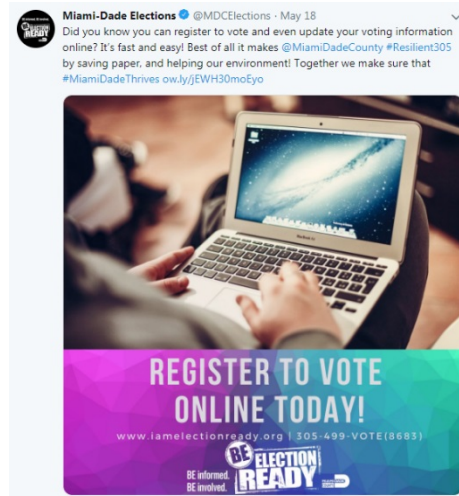 Miami-Dade Elections @MDCElections · May 18
Did you know you can register to vote and even update your voting information
online? It's fast and easy! Best of all it makes @MiamiDadeCounty #Resilient305
by saving paper, and helping our environment! Together we make sure that
#MiamiDadeThrives ow.ly/jEWH30moEyo
REGISTER TO VOTE
ONLINE TODAY!
www.iamelectionready.org | 305-499-VOTE(8683)
BE ELECTION
READY
BE informed.
BE involved.